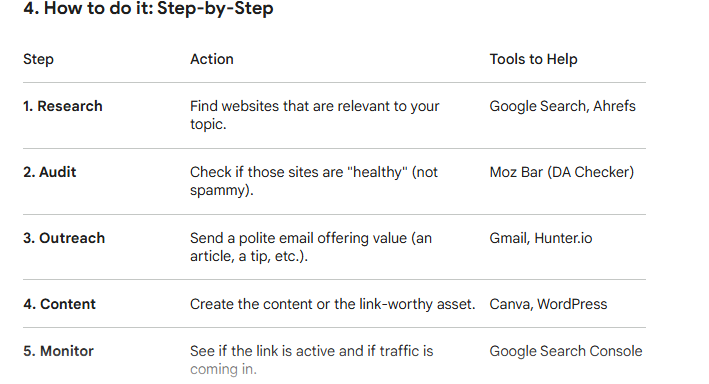 4. How to do it: Step-by-Step
Step Action Tools to Help
1. Research Find websites that are relevant to your Google Search, Ahrefs
topic.
2. Audit Check if those sites are "healthy" (not Moz Bar (DA Checker)
spammy).
3. Outreach Send a polite email offering value (an Gmail, Hunter.io
article, a tip, etc.).
4. Content Create the content or the link-worthy asset. Canva, WordPress
5. Monitor See if the link is active and if traffic is Google Search Console
coming in.